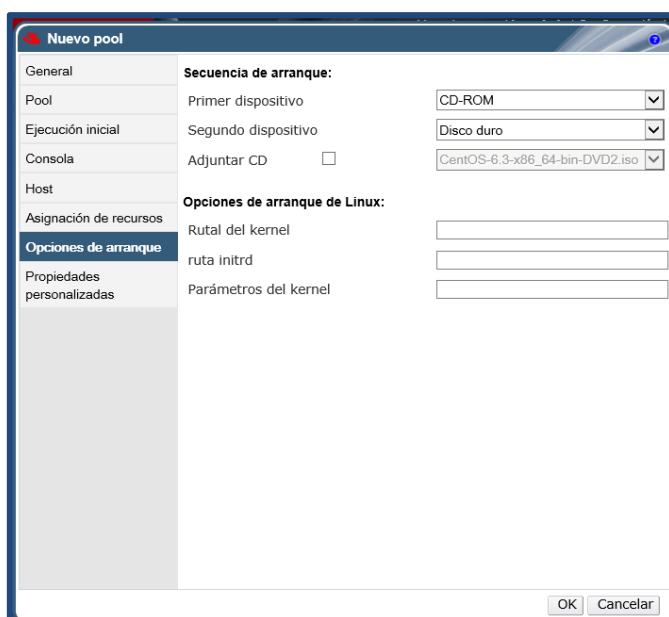 Nuevo pool
General
Pool
Ejecución inicial
Consola
Host
Asignación de recursos
Opciones de arranque
Propiedades
personalizadas
Secuencia de arranque:
Primer dispositivo CD-ROM
Segundo dispositivo Disco duro
Adjuntar CD CentOS-6.3-x86_64-bin-DVD2.iso
Opciones de arranque de Linux:
Rutal del kernel
ruta initrd
Parámetros del kernel
OK Cancelar